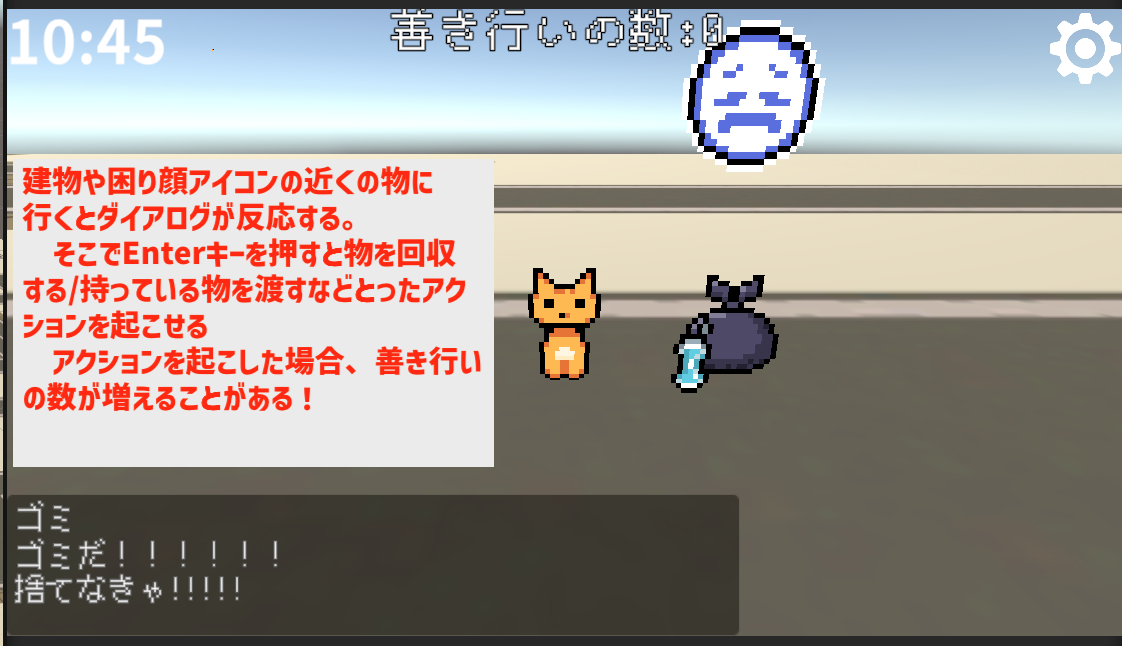 10:45
善き行いの数:0
建物や困り顔アイコンの近くの物に
行くとダイアログが反応する。
　そこでEnterキーを押すと物を回収
する/持っている物を渡すなどとったアク
ションを起こせる
　アクションを起こした場合、善き行い
の数が増えることがある！
ゴミ
ゴミだ！！！！！！
捨てなきゃ!!!!!